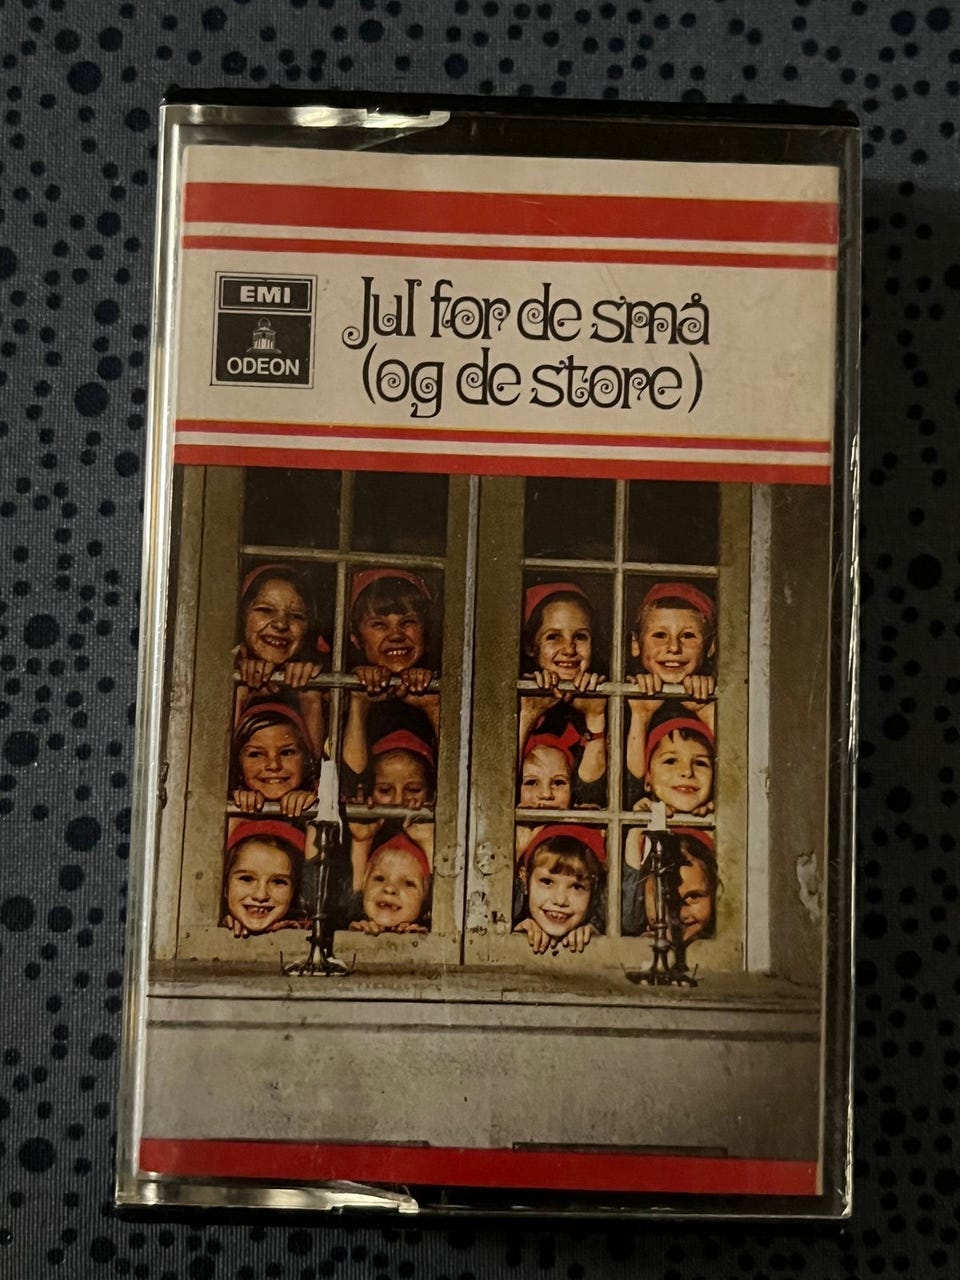 EMI
ODEON
Jul for de små
(og de store)